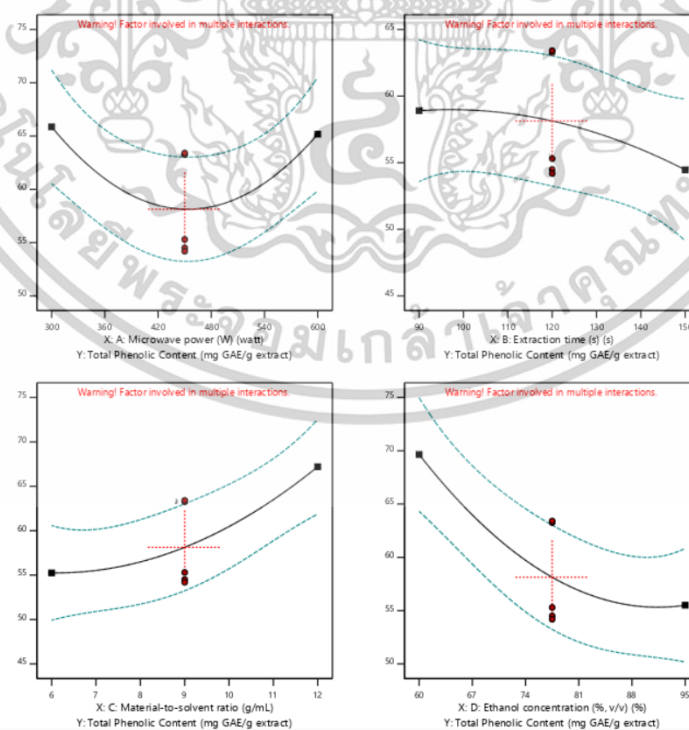 Warning! Factor involved in multiple interactions.
75
70
65
60
55
50
300 360 420 480 540 600
X: A: Microwave power (W) (watt)
Y: Total Phenolic Content (mg GAE/g extract)
Warning! Factor involved in multiple interactions.
65
60
55
50
45
90 100 110 120 130 140 150
X: B: Extraction time (s) (s)
Y: Total Phenolic Content (mg GAE/g extract)
Warning! Factor involved in multiple interactions.
75
70
65
60
55
50
45
6 7 8 9 10 11 12
X: C: Material-to-solvent ratio (g/mL)
Y: Total Phenolic Content (mg GAE/g extract)
Warning! Factor involved in multiple interactions.
75
70
65
60
55
50
60 67 74 81 88 95
X: D: Ethanol concentration (%, v/v) (%)
Y: Total Phenolic Content (mg GAE/g extract)